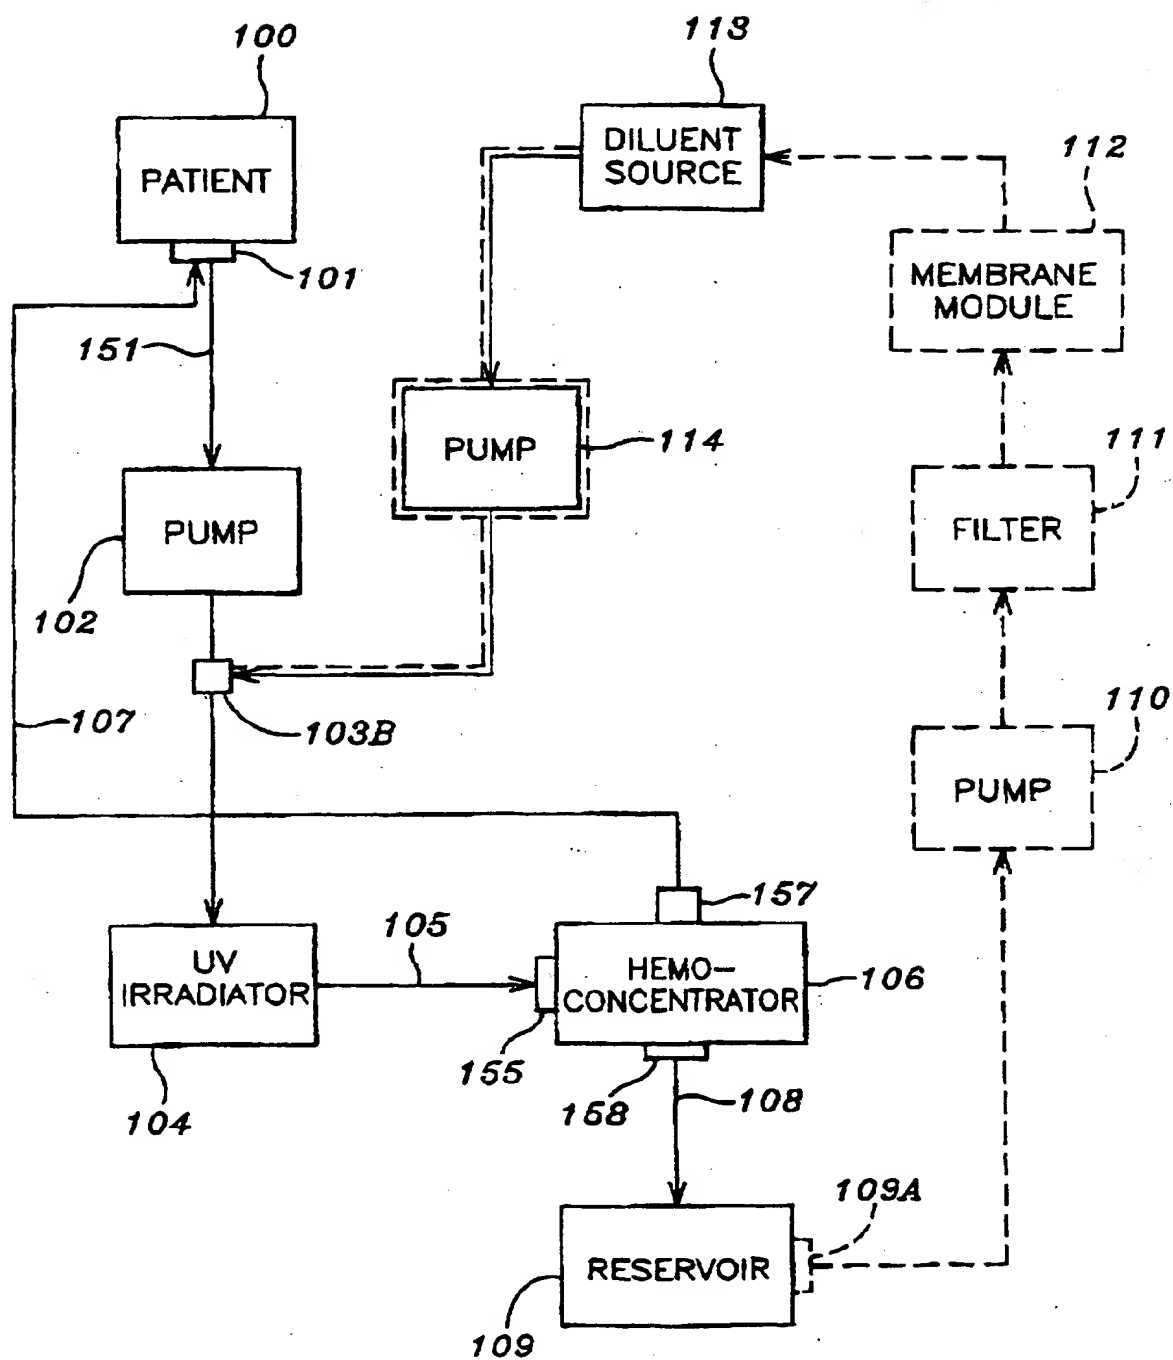 100
113
PATIENT
DILUENT
SOURCE
112
101
MEMBRANE
MODULE
151
PUMP
114
111
PUMP
FILTER
102
107
103B
110
PUMP
157
105
UV
IRRADIATOR
HEMO-
CONCENTRATOR
106
155
104
158
108
109A
RESERVOIR
109